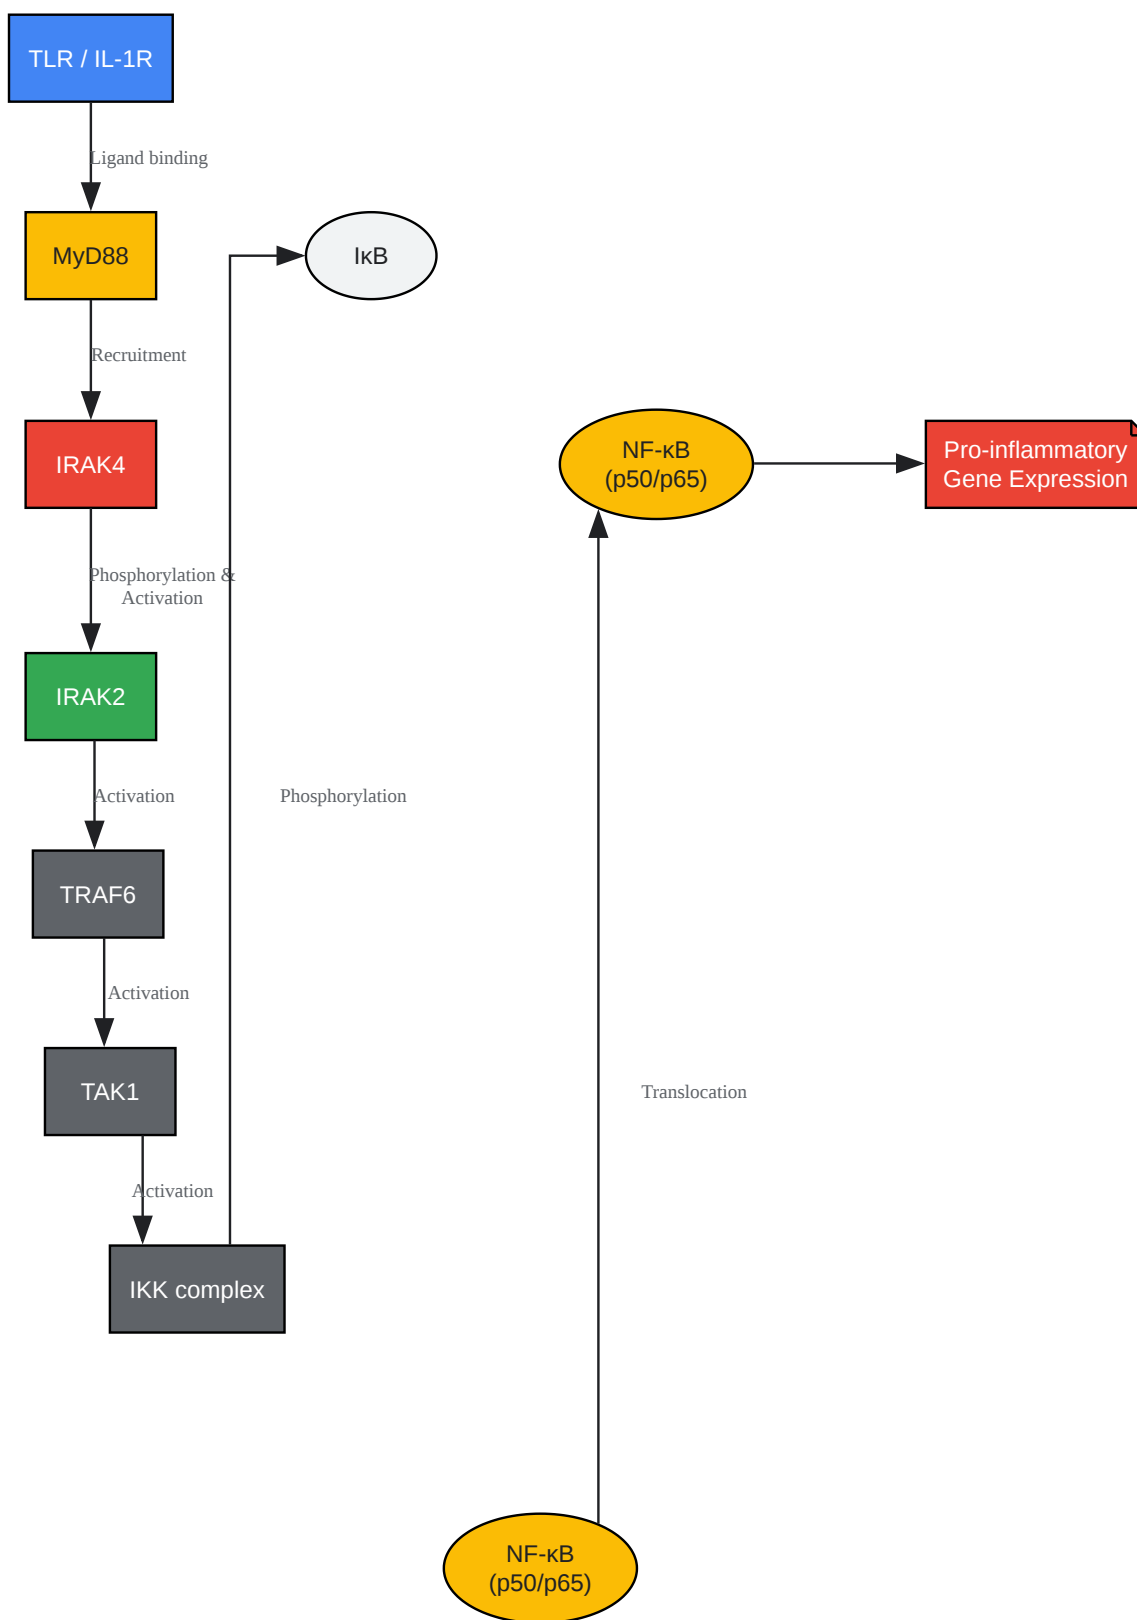 TLR / IL-1R
Ligand binding
MyD88
IκB
Recruitment
IRAK4
NF-κB
(p50/p65)
Pro-inflammatory
Gene Expression
Phosphorylation &
Activation
IRAK2
Activation
Phosphorylation
TRAF6
Activation
TAK1
Translocation
Activation
IKK complex
NF-κB
(p50/p65)